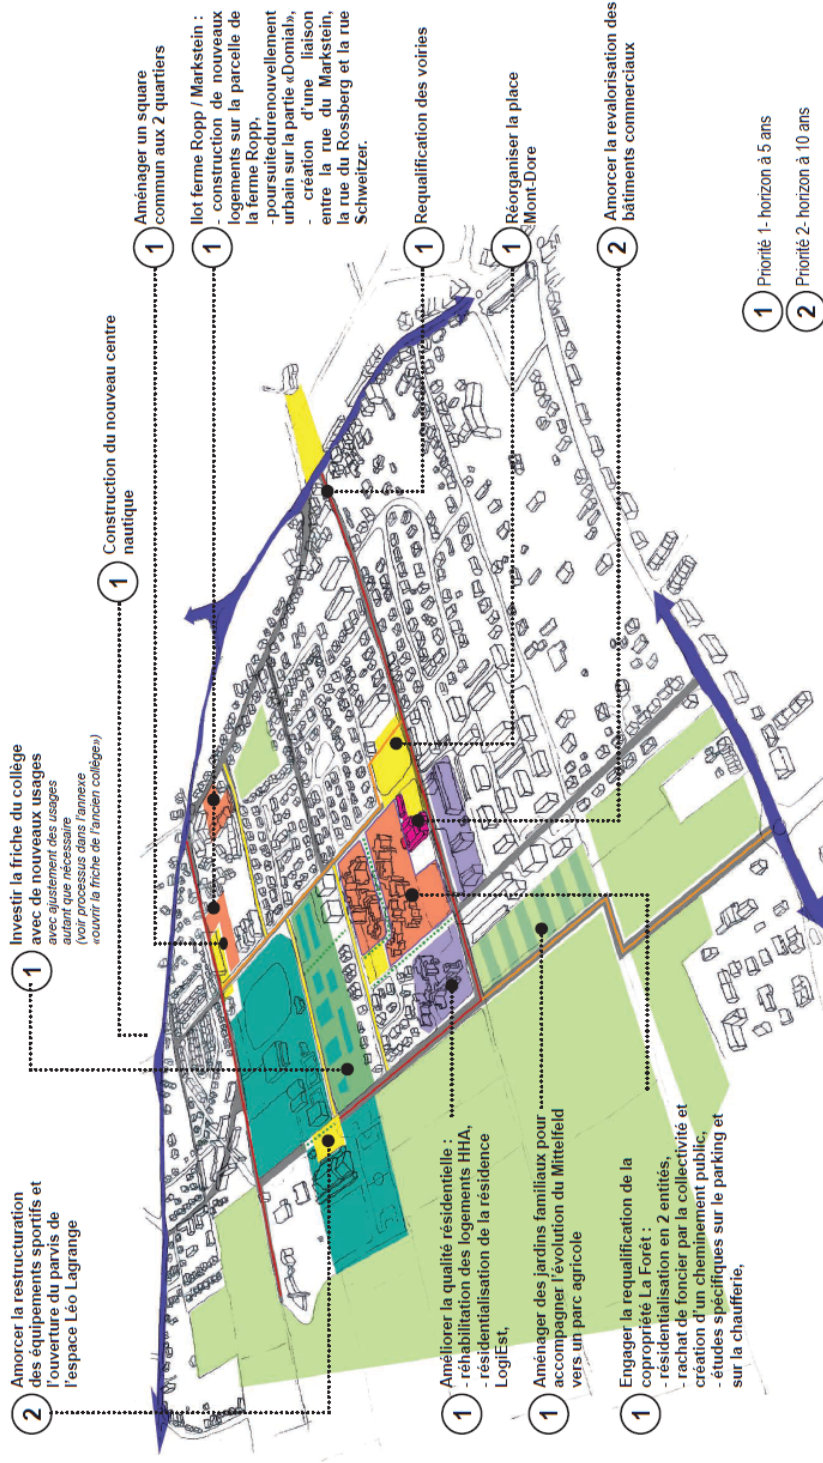 2
Amorcer la restructuration
des équipements sportifs et
l'ouverture du parvis de
l'espace Léo Lagrange
1
Investir la friche du collège
avec de nouveaux usages
avec ajustement des usages
autant que nécessaire
(voir processus dans l'annexe
«ouvrir la friche de l'ancien collège»)
1
Construction du nouveau centre
nautique
1
Aménager un square
commun aux 2 quartiers
1
Ilot ferme Ropp / Markstein :
- construction de nouveaux
logements sur la parcelle de
la ferme Ropp,
-poursuitedurenouvellement
urbain sur la partie «Domial»,
- création d'une liaison
entre la rue du Markstein,
la rue du Rossberg et la rue
Schweitzer.
1
Requalification des voiries
1
Réorganiser la place
Mont-Dore
2
Amorcer la revalorisation des
bâtiments commerciaux
1
Améliorer la qualité résidentielle :
- réhabilitation des logements HHA,
- résidentialisation de la résidence
LogiEst,
1
Aménager des jardins familiaux pour
accompagner l'évolution du Mittelfeld
vers un parc agricole
1
Engager la requalification de la
copropriété La Forêt :
- résidentialisation en 2 entités,
- rachat de foncier par la collectivité et
création d'un cheminement public,
- études spécifiques sur le parking et
sur la chaufferie,
1 Priorité 1- horizon à 5 ans
2 Priorité 2- horizon à 10 ans